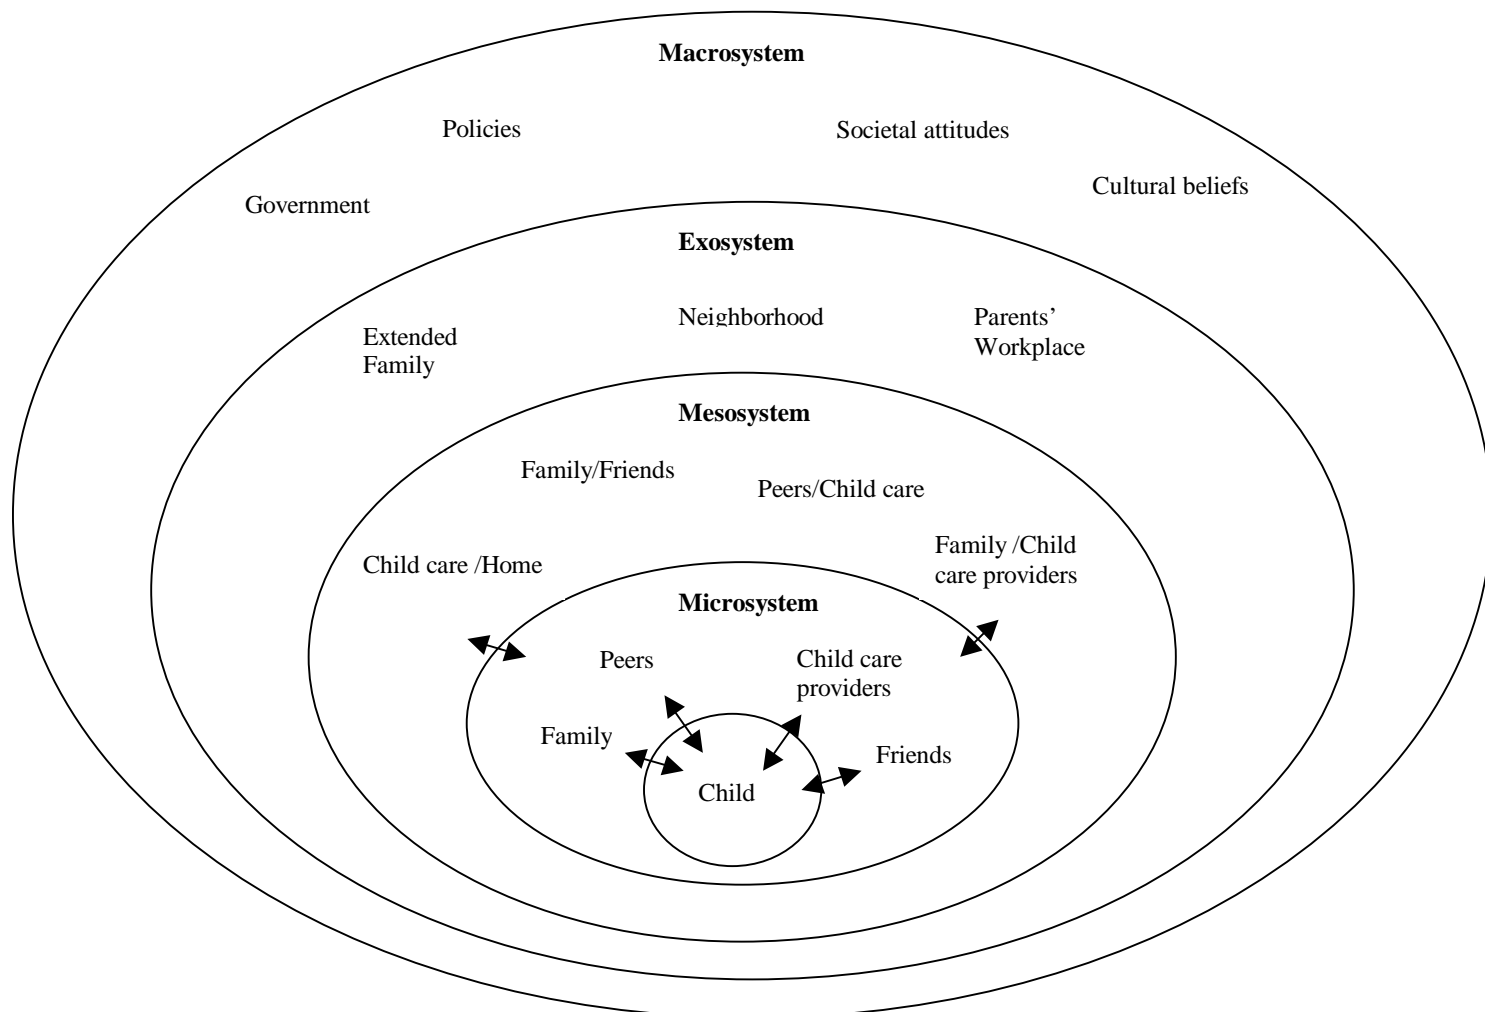 Macrosystem
Policies
Societal attitudes
Cultural beliefs
Government
Exosystem
Neighborhood
Parents’
Workplace
Extended
Family
Mesosystem
Family/Friends
Peers/Child care
Family /Child
care providers
Child care /Home
Microsystem
Peers
Child care
providers
Family
Friends
Child